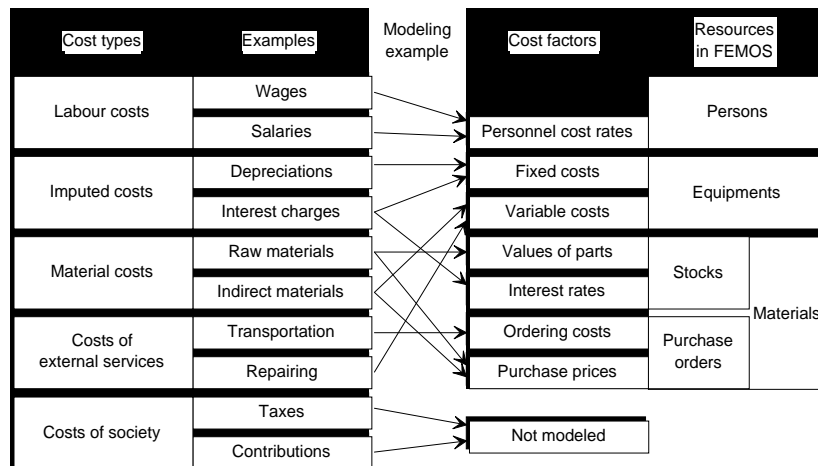 Cost types
Examples
Modeling
example
Cost factors
Resources
in FEMOS
Labour costs
Wages
Salaries
Personnel cost rates
Persons
Imputed costs
Depreciations
Interest charges
Fixed costs
Variable costs
Equipments
Material costs
Raw materials
Indirect materials
Values of parts
Interest rates
Stocks
Materials
Costs of
external services
Transportation
Repairing
Ordering costs
Purchase prices
Purchase
orders
Costs of society
Taxes
Contributions
Not modeled